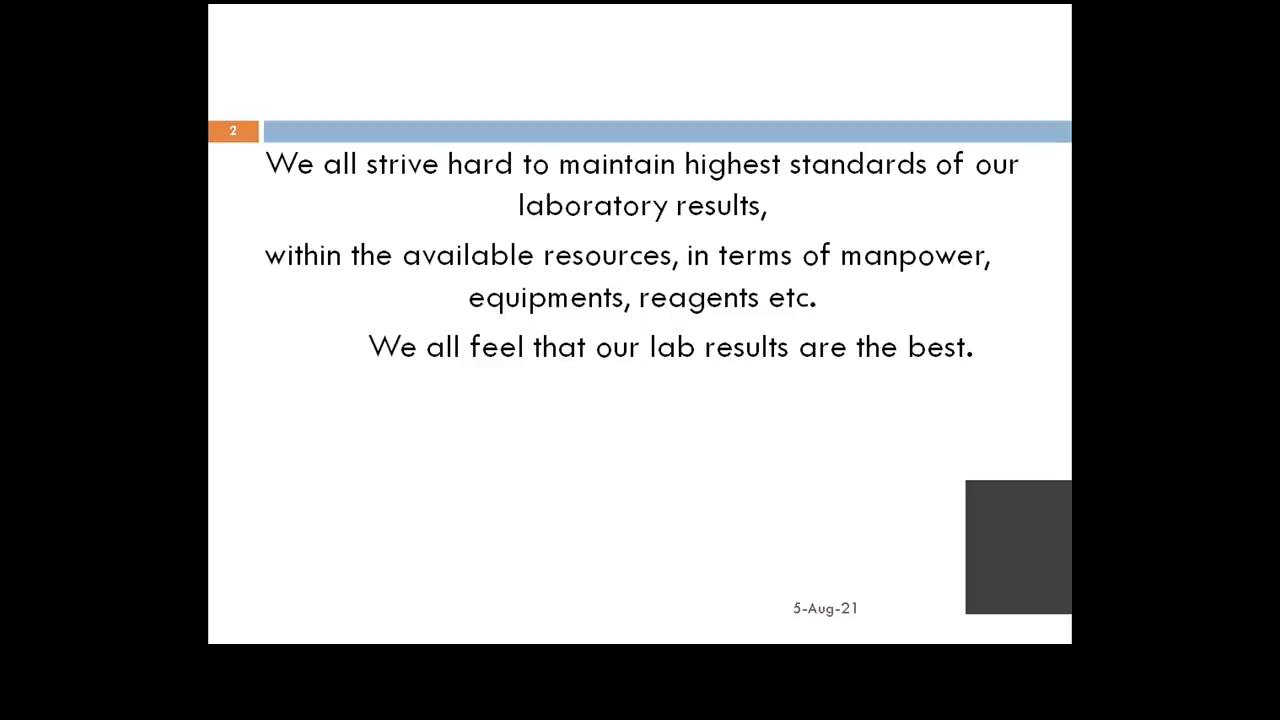 2
We all strive hard to maintain highest standards of our
laboratory results,
within the available resources, in terms of manpower,
equipments, reagents etc.
We all feel that our lab results are the best.
5-Aug-21